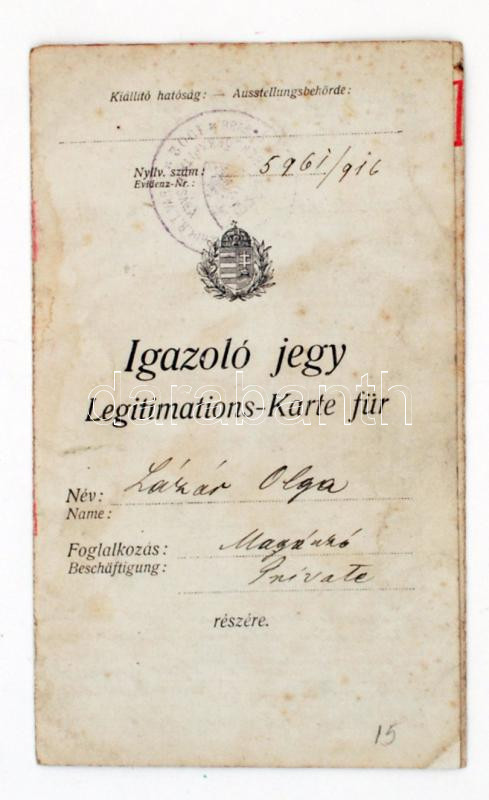 Kiállító hatóság: — Ausstellungsbehörde:
Nyilv. szám: 5961/916
Evidenz-Nr.:
Igazoló jegy
darabanth
Legitimations-Karte für
Név: Lázár Olga
Name:
Foglalkozás: Magánzó
Beschäftigung: Private
részére.
15